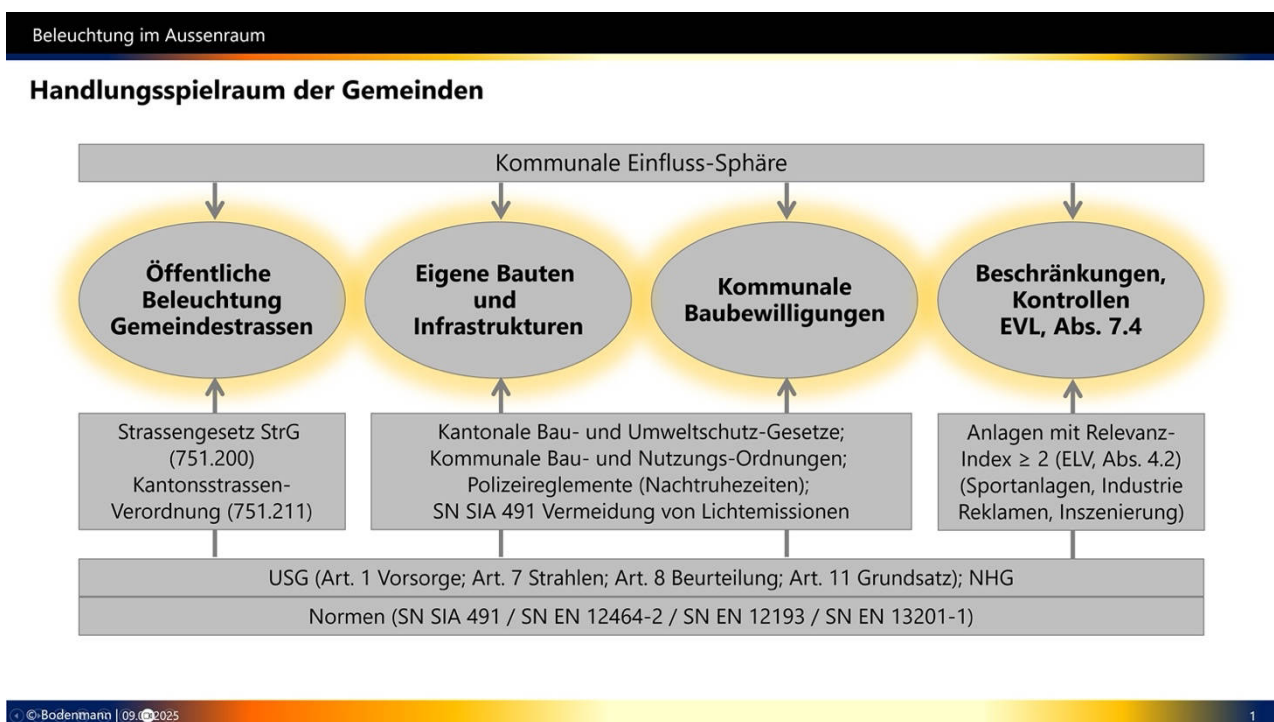 Beleuchtung im Aussenraum
Handlungsspielraum der Gemeinden
Kommunale Einfluss-Sphäre
Öffentliche
Beleuchtung
Gemeindestrassen
Eigene Bauten
und
Infrastrukturen
Kommunale
Baubewilligungen
Beschränkungen,
Kontrollen
EVL, Abs. 7.4
Strassengesetz StrG
(751.200)
Kantonsstrassen-
Verordnung (751.211)
Kantonale Bau- und Umweltschutz-Gesetze;
Kommunale Bau- und Nutzungs-Ordnungen;
Polizeireglemente (Nachtruhezeiten);
SN SIA 491 Vermeidung von Lichtemissionen
Anlagen mit Relevanz-
Index ≥ 2 (ELV, Abs. 4.2)
(Sportanlagen, Industrie
Reklamen, Inszenierung)
USG (Art. 1 Vorsorge; Art. 7 Strahlen; Art. 8 Beurteilung; Art. 11 Grundsatz); NHG
Normen (SN SIA 491 / SN EN 12464-2 / SN EN 12193 / SN EN 13201-1)
© Bodenmann |
1